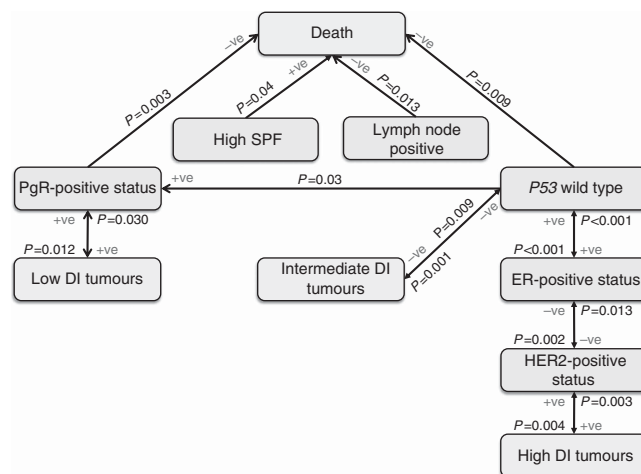 Death
–ve
+ve
–ve
–ve
P=0.003
P=0.04
P=0.013
P=0.009
High SPF
Lymph node
positive
PgR-positive status
+ve
P=0.03
P53 wild type
+ve
P=0.030
P=0.009
–ve
+ve
P<0.001
P=0.012
+ve
–ve
P=0.001
P<0.001
+ve
Low DI tumours
Intermediate DI
tumours
ER-positive status
–ve
P=0.013
P=0.002
–ve
HER2-positive
status
+ve
P=0.003
P=0.004
+ve
High DI tumours